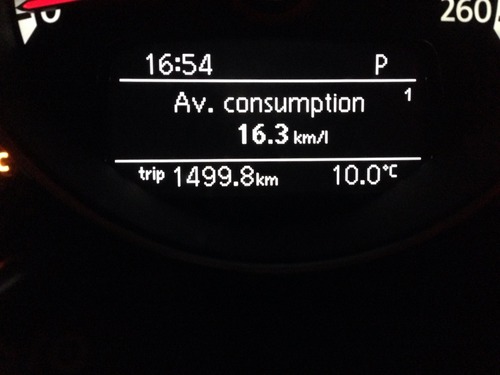 260
16:54 P
Av. consumption 1
16.3 km/l
trip 1499.8km 10.0°C